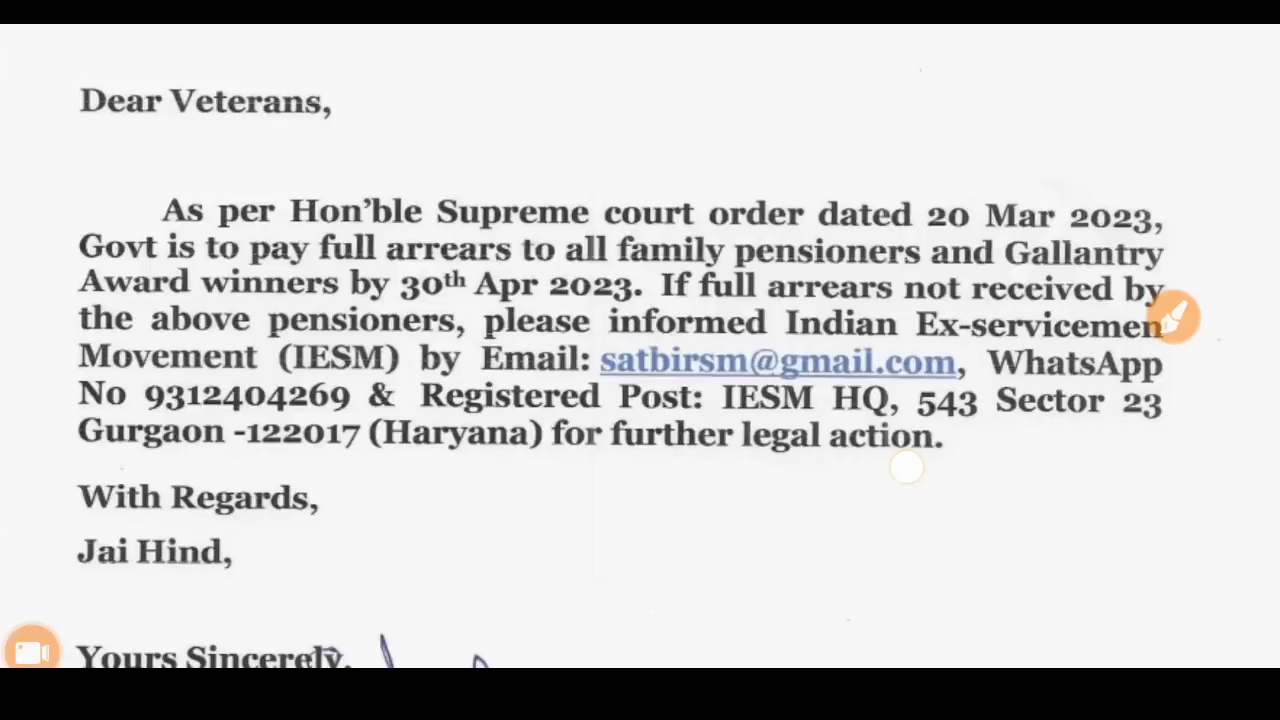 Dear Veterans,
As per Hon'ble Supreme court order dated 20 Mar 2023,
Govt is to pay full arrears to all family pensioners and Gallantry
Award winners by 30th Apr 2023. If full arrears not received by
the above pensioners, please informed Indian Ex-servicemen
Movement (IESM) by Email: satbirsm@gmail.com, WhatsApp
No 9312404269 & Registered Post: IESM HQ, 543 Sector 23
Gurgaon -122017 (Haryana) for further legal action.
With Regards,
Jai Hind,
Yours Sincerely,